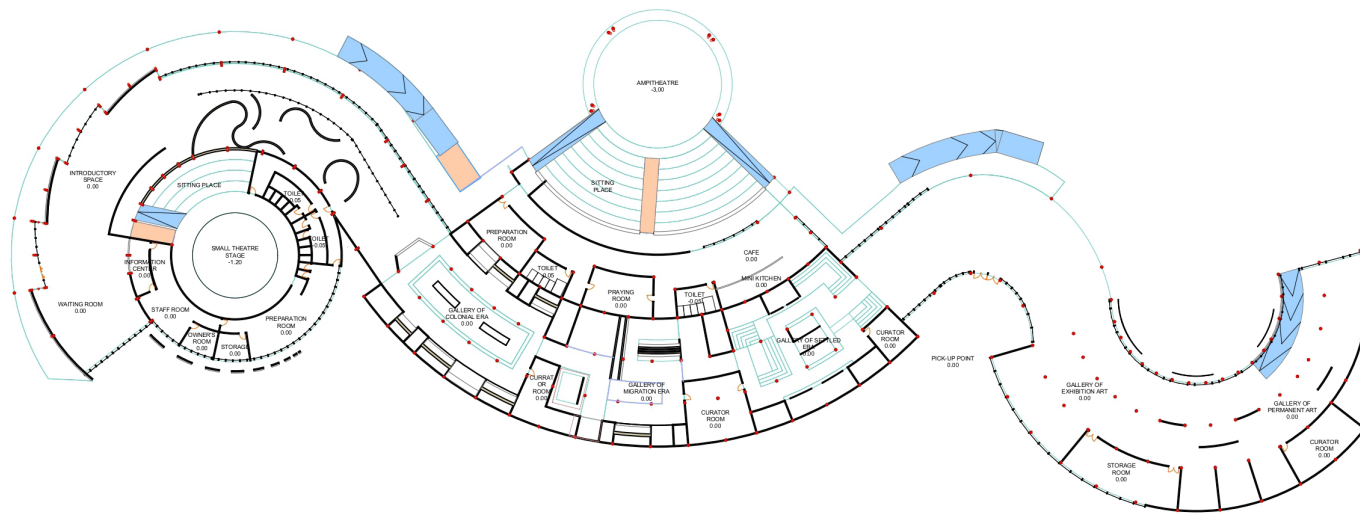 AMPITHEATRE
-3.00
INTRODUCTORY
SPACE
0.00
SITTING PLACE
TOILET
-0.05
TOILET
-0.05
SMALL THEATRE
STAGE
-1.20
INFORMATION
CENTER
0.00
WAITING ROOM
0.00
STAFF ROOM
0.00
OWNER'S
ROOM
0.00
STORAGE
0.00
PREPARATION
ROOM
0.00
SITTING
PLACE
PREPARATION
ROOM
0.00
TOILET
-0.05
PRAYING
ROOM
0.00
TOILET
-0.05
CAFE
0.00
MINI KITCHEN
0.00
GALLERY OF
COLONIAL ERA
0.00
CURRAT
OR
ROOM
0.00
GALLERY OF
MIGRATION ERA
0.00
CURATOR
ROOM
0.00
GALLERY OF SETTLED
ERA
0.00
CURATOR
ROOM
0.00
PICK-UP POINT
0.00
GALLERY OF
EXHIBITION ART
0.00
GALLERY OF
PERMANENT ART
0.00
STORAGE
ROOM
0.00
CURATOR
ROOM
0.00